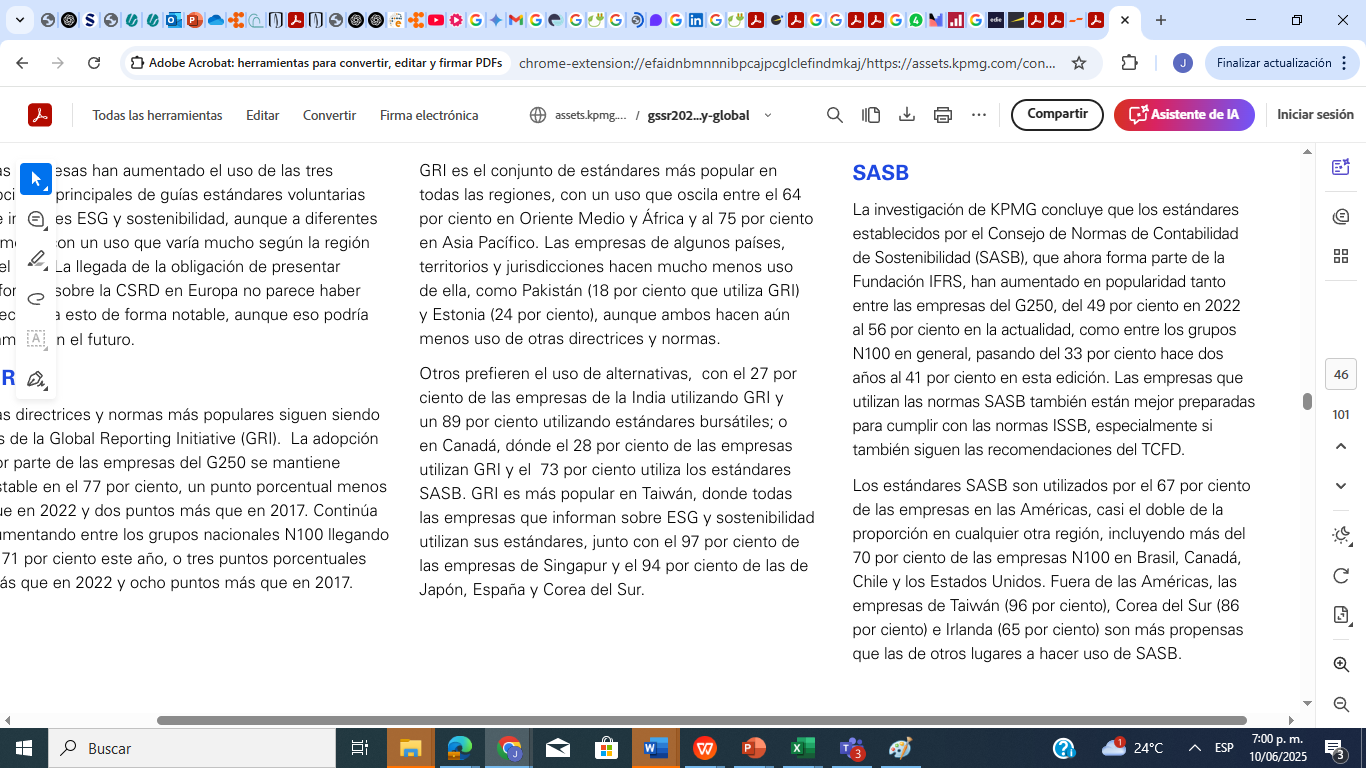 Adobe Acrobat: herramientas para convertir, editar y firmar PDFs
chrome-extension://efaidnbmnnnibpcajpcglclefindmkaj/https://assets.kpmg.com/con...
J
Finalizar actualización
Todas las herramientas
Editar
Convertir
Firma electrónica
assets.kpmg....
/
gssr202...y-global
Compartir
Asistente de IA
Iniciar sesión
esas han aumentado el uso de las tres
principales de guías estándares voluntarias
es ESG y sostenibilidad, aunque a diferentes
con un uso que varía mucho según la región
La llegada de la obligación de presentar
sobre la CSRD en Europa no parece haber
a esto de forma notable, aunque eso podría
n el futuro.
R
as directrices y normas más populares siguen siendo
s de la Global Reporting Initiative (GRI). La adopción
or parte de las empresas del G250 se mantiene
stable en el 77 por ciento, un punto porcentual menos
ue en 2022 y dos puntos más que en 2017. Continúa
umentando entre los grupos nacionales N100 llegando
71 por ciento este año, o tres puntos porcentuales
ás que en 2022 y ocho puntos más que en 2017.
GRI es el conjunto de estándares más popular en
todas las regiones, con un uso que oscila entre el 64
por ciento en Oriente Medio y África y al 75 por ciento
en Asia Pacífico. Las empresas de algunos países,
territorios y jurisdicciones hacen mucho menos uso
de ella, como Pakistán (18 por ciento que utiliza GRI)
y Estonia (24 por ciento), aunque ambos hacen aún
menos uso de otras directrices y normas.
Otros prefieren el uso de alternativas,  con el 27 por
ciento de las empresas de la India utilizando GRI y
un 89 por ciento utilizando estándares bursátiles; o
en Canadá, dónde el 28 por ciento de las empresas
utilizan GRI y el  73 por ciento utiliza los estándares
SASB. GRI es más popular en Taiwán, donde todas
las empresas que informan sobre ESG y sostenibilidad
utilizan sus estándares, junto con el 97 por ciento de
las empresas de Singapur y el 94 por ciento de las de
Japón, España y Corea del Sur.
SASB
La investigación de KPMG concluye que los estándares
establecidos por el Consejo de Normas de Contabilidad
de Sostenibilidad (SASB), que ahora forma parte de la
Fundación IFRS, han aumentado en popularidad tanto
entre las empresas del G250, del 49 por ciento en 2022
al 56 por ciento en la actualidad, como entre los grupos
N100 en general, pasando del 33 por ciento hace dos
años al 41 por ciento en esta edición. Las empresas que
utilizan las normas SASB también están mejor preparadas
para cumplir con las normas ISSB, especialmente si
también siguen las recomendaciones del TCFD.
Los estándares SASB son utilizados por el 67 por ciento
de las empresas en las Américas, casi el doble de la
proporción en cualquier otra región, incluyendo más del
70 por ciento de las empresas N100 en Brasil, Canadá,
Chile y los Estados Unidos. Fuera de las Américas, las
empresas de Taiwán (96 por ciento), Corea del Sur (86
por ciento) e Irlanda (65 por ciento) son más propensas
que las de otros lugares a hacer uso de SASB.
46
101
Buscar
24°C
ESP
7:00 p. m.
10/06/2025
3